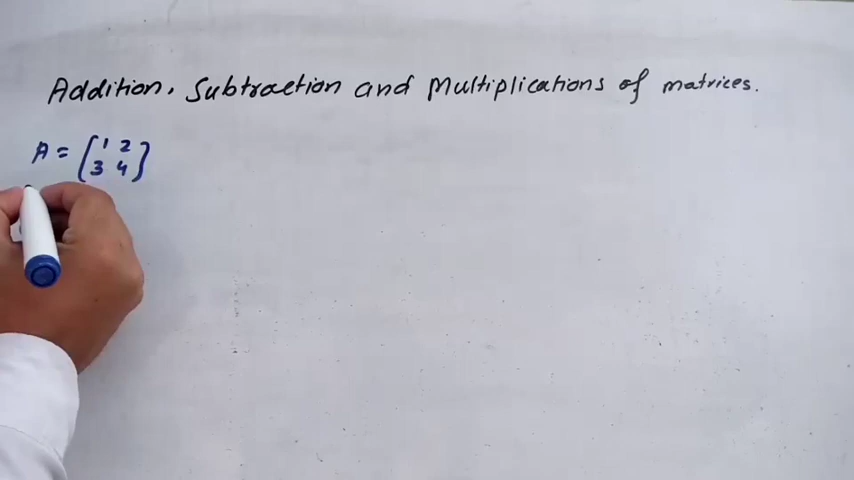 Addition, Subtraction and Multiplications of matrices.
A = [1 2
3 4]